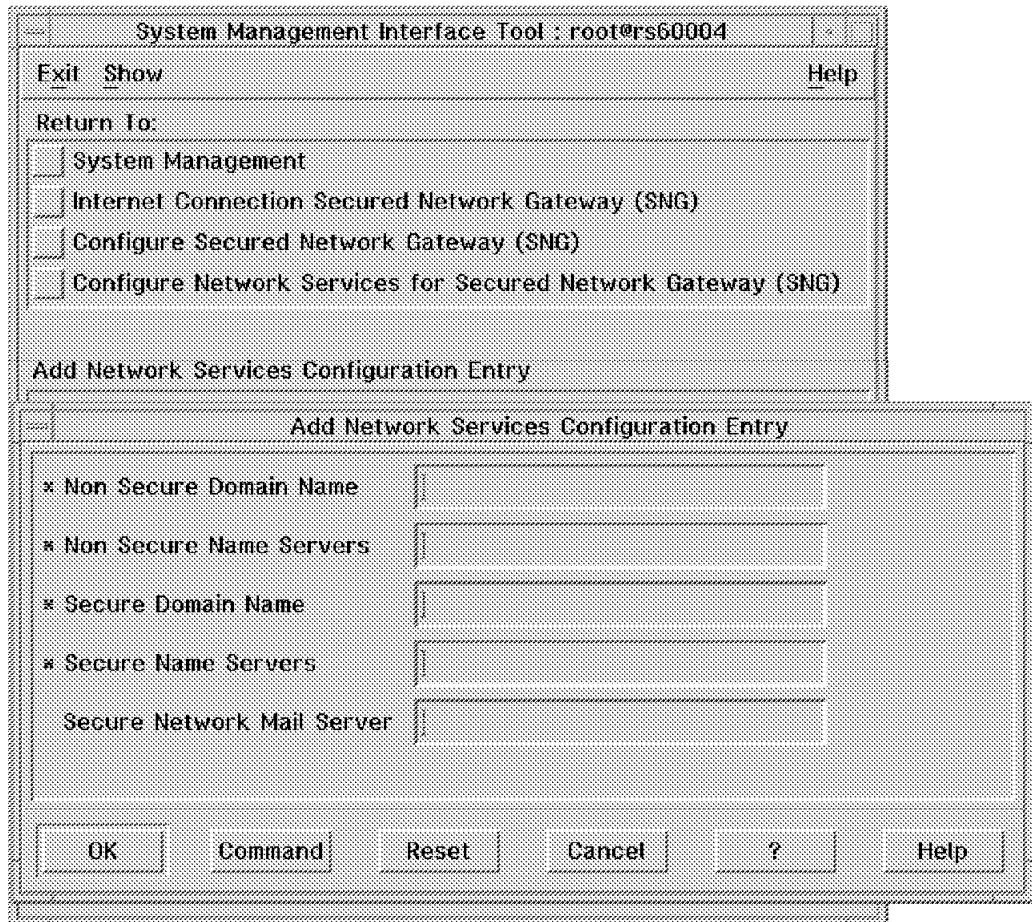 System Management Interface Tool : root@rs60004
Exit Show Help
Return To:
System Management
Internet Connection Secured Network Gateway (SNG)
Configure Secured Network Gateway (SNG)
Configure Network Services for Secured Network Gateway (SNG)
Add Network Services Configuration Entry
Add Network Services Configuration Entry
* Non Secure Domain Name
* Non Secure Name Servers
* Secure Domain Name
* Secure Name Servers
Secure Network Mail Server
OK Command Reset Cancel ? Help